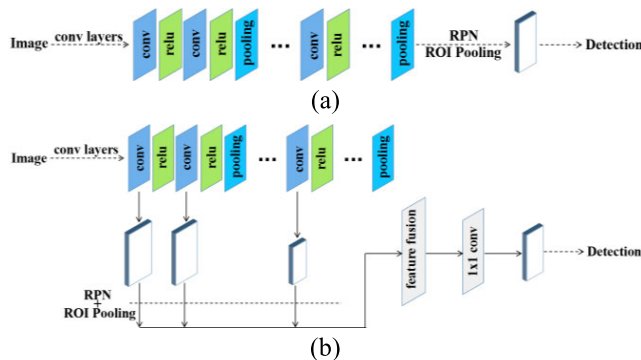 Image
conv layers
conv
relu
conv
relu
pooling
...
conv
relu
...
pooling
RPN
ROI Pooling
Detection
(a)
Image
conv layers
conv
relu
conv
relu
pooling
...
conv
relu
...
pooling
feature fusion
1x1 conv
Detection
RPN
+
ROI Pooling
(b)